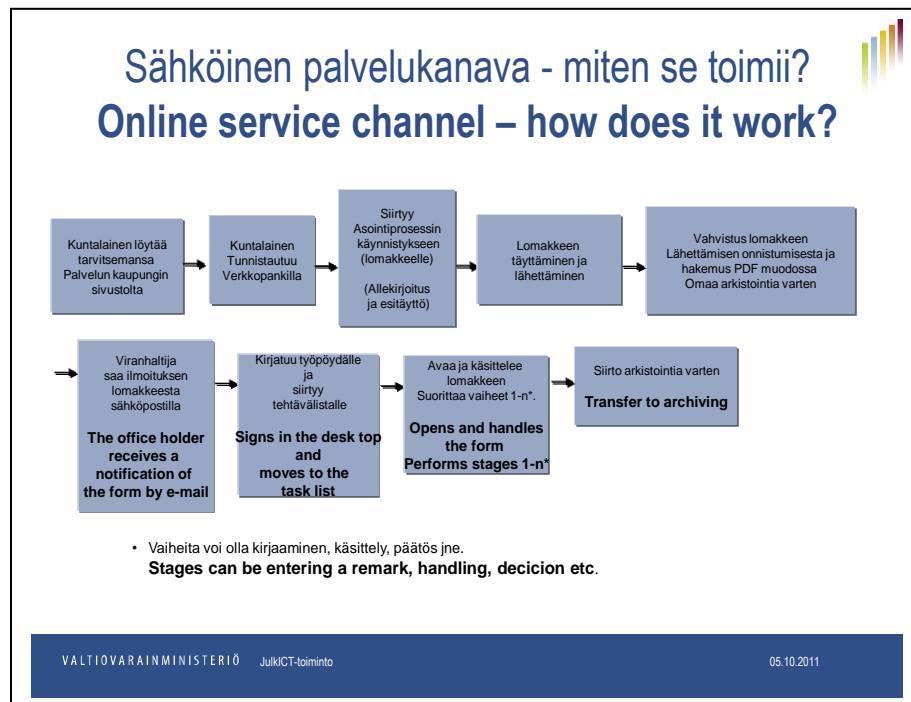 Sähköinen palvelukanava - miten se toimii?
Online service channel – how does it work?
Kuntalainen löytää
tarvitsemansa
Palvelun kaupungin
sivustolta
Kuntalainen
Tunnistautuu
Verkkopankilla
Siirtyy
Asiointiprosessin
käynnistykseen
(lomakkeelle)
(Allekirjoitus
ja esitäyttö)
Lomakkeen
täyttäminen ja
lähettäminen
Vahvistus lomakkeen
Lähettämisen onnistumisesta ja
hakemus PDF muodossa
Omaa arkistointia varten
Viranhaltija
saa ilmoituksen
lomakkeesta
sähköpostilla
The office holder
receives a
notification of
the form by e-mail
Kirjatuu työpöydälle
ja
siirtyy
tehtävälistalle
Signs in the desk top
and
moves to the
task list
Avaa ja käsittelee
lomakkeen
Suorittaa vaiheet 1-n*.
Opens and handles
the form
Performs stages 1-n*
Siirto arkistointia varten
Transfer to archiving
• Vaiheita voi olla kirjaaminen, käsittely, päätös jne.
Stages can be entering a remark, handling, decicion etc.
VALTIOVARAINMINISTERIÖ JulkICT-toiminto 05.10.2011